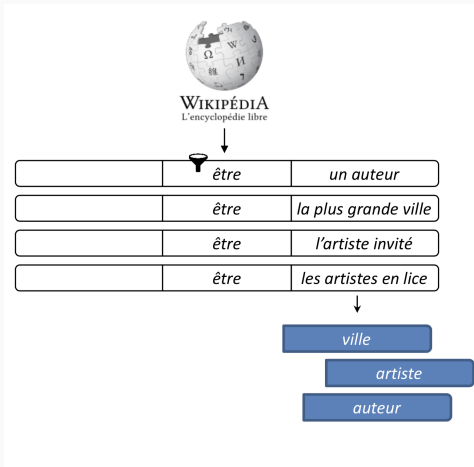 WIKIPÉDIA
L'encyclopédie libre
être un auteur
être la plus grande ville
être l'artiste invité
être les artistes en lice
ville
artiste
auteur